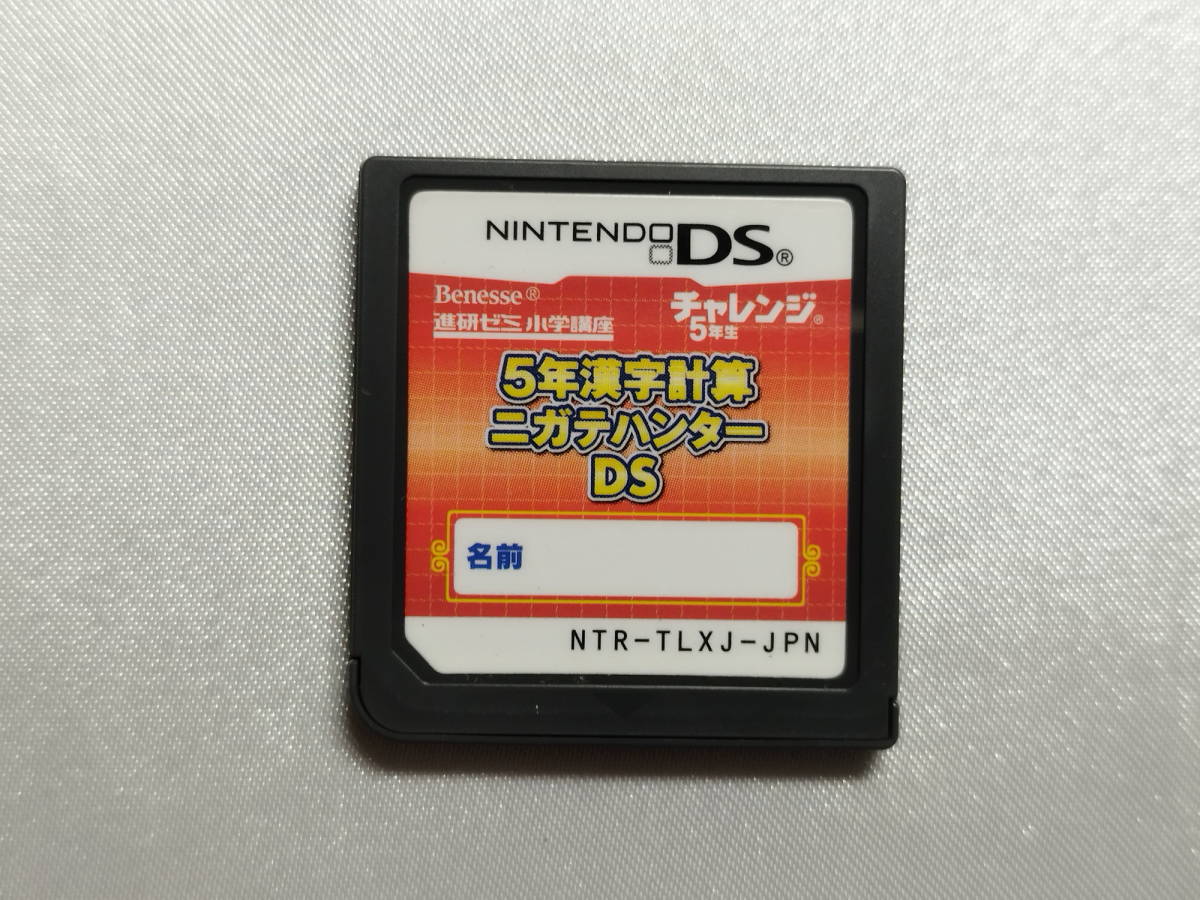 NINTENDO DS®
Benesse®
進研ゼミ 小学講座
チャレンジ®
5年生
5年漢字計算
ニガテハンター
DS
名前
NTR-TLXJ-JPN